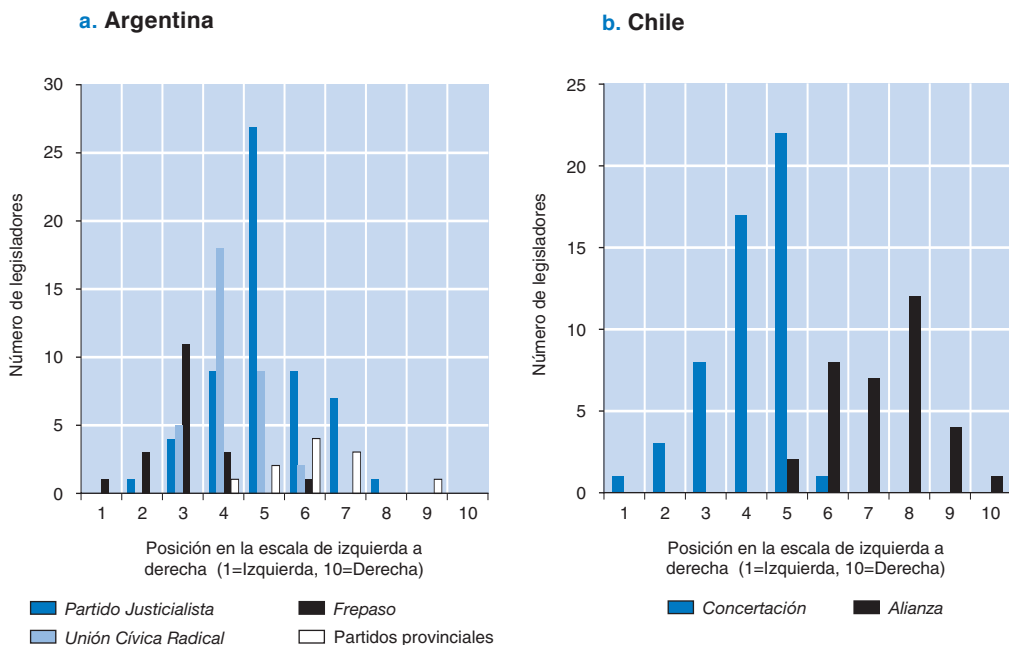 a. Argentina
30
25
20
15
10
5
0
Número de legisladores
1 2 3 4 5 6 7 8 9 10
Posición en la escala de izquierda a
derecha (1=Izquierda, 10=Derecha)
Partido Justicialista
Frepaso
Unión Cívica Radical
Partidos provinciales
b. Chile
25
20
15
10
5
0
Número de legisladores
1 2 3 4 5 6 7 8 9 10
Posición en la escala de izquierda a
derecha (1=Izquierda, 10=Derecha)
Concertación
Alianza